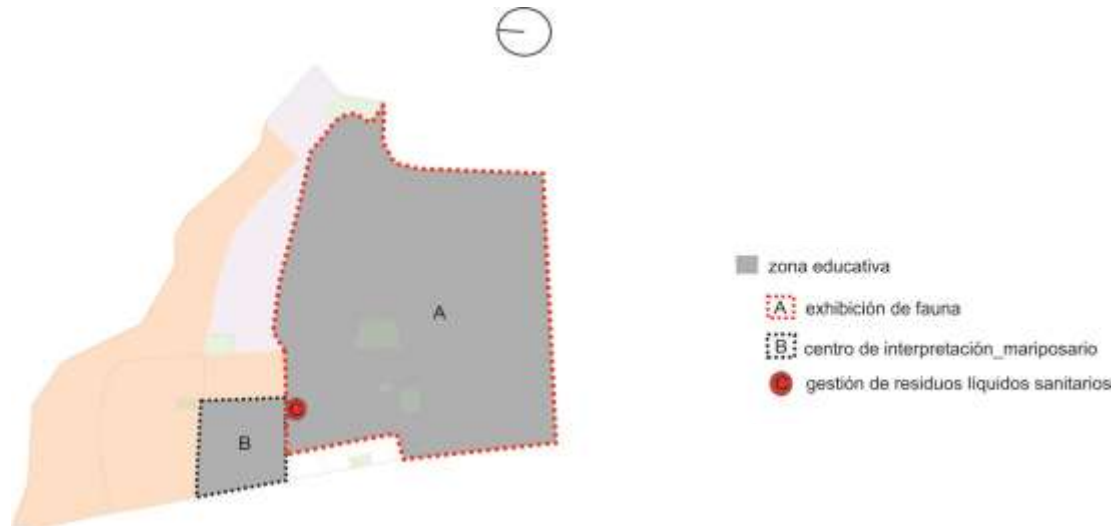 A
B
C
zona educativa
A exhibición de fauna
B centro de interpretación_mariposario
C gestión de residuos líquidos sanitarios